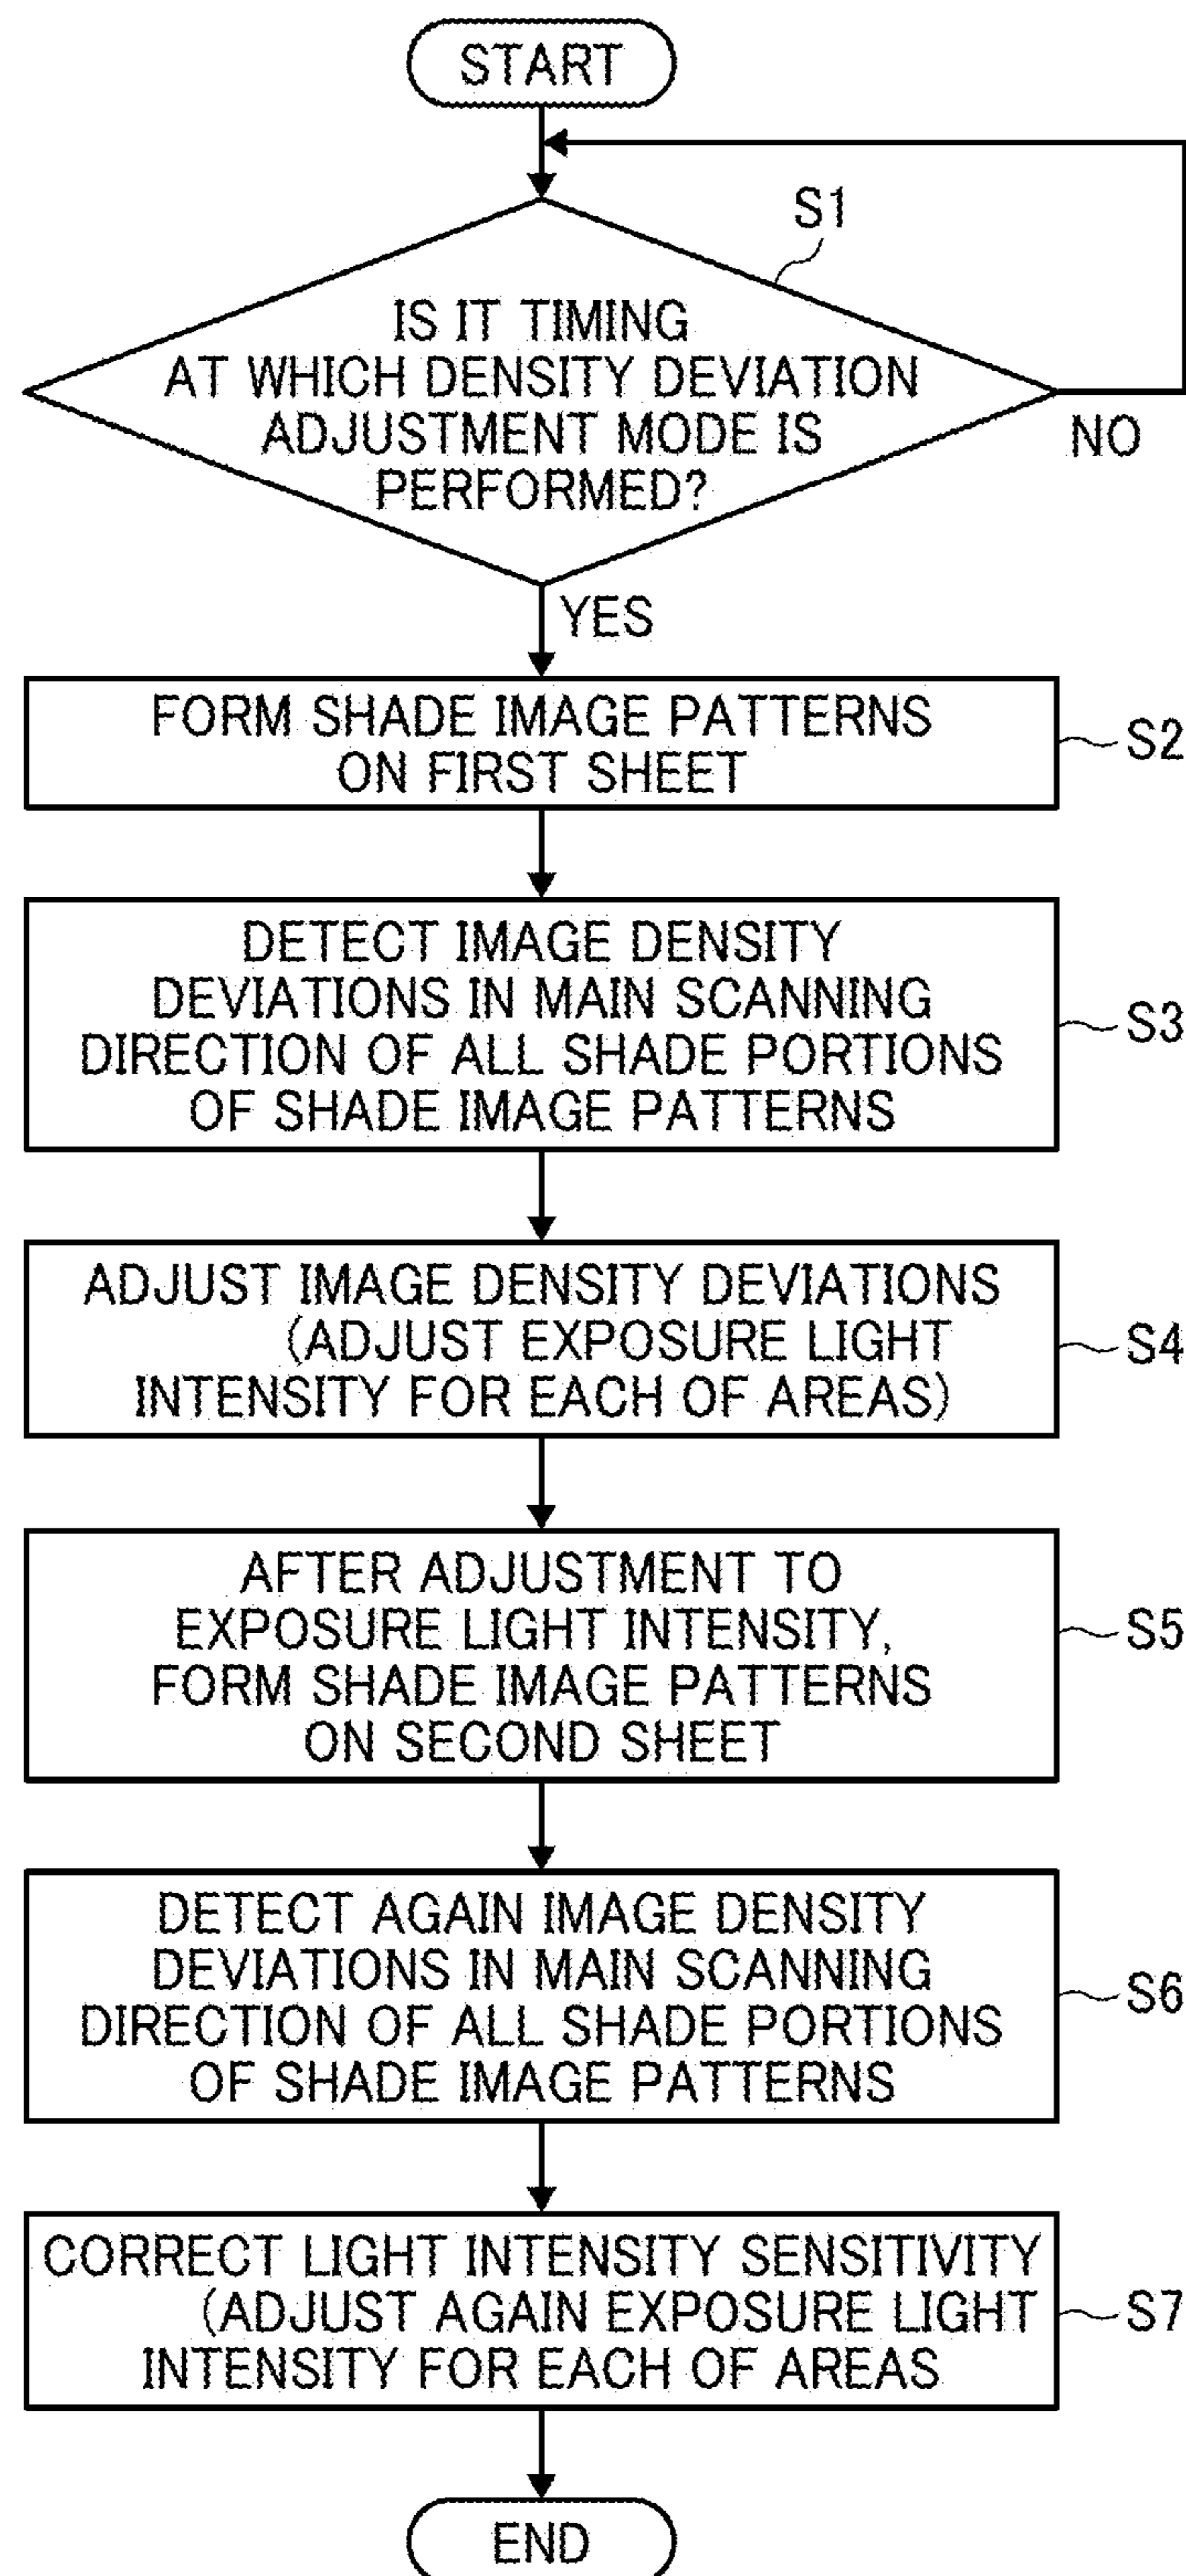 START
S1
IS IT TIMING
AT WHICH DENSITY DEVIATION
ADJUSTMENT MODE IS
PERFORMED?
NO
YES
FORM SHADE IMAGE PATTERNS
ON FIRST SHEET
S2
DETECT IMAGE DENSITY
DEVIATIONS IN MAIN SCANNING
DIRECTION OF ALL SHADE PORTIONS
OF SHADE IMAGE PATTERNS
S3
ADJUST IMAGE DENSITY DEVIATIONS
(ADJUST EXPOSURE LIGHT
INTENSITY FOR EACH OF AREAS)
S4
AFTER ADJUSTMENT TO
EXPOSURE LIGHT INTENSITY,
FORM SHADE IMAGE PATTERNS
ON SECOND SHEET
S5
DETECT AGAIN IMAGE DENSITY
DEVIATIONS IN MAIN SCANNING
DIRECTION OF ALL SHADE PORTIONS
OF SHADE IMAGE PATTERNS
S6
CORRECT LIGHT INTENSITY SENSITIVITY
(ADJUST AGAIN EXPOSURE LIGHT
INTENSITY FOR EACH OF AREAS
S7
END